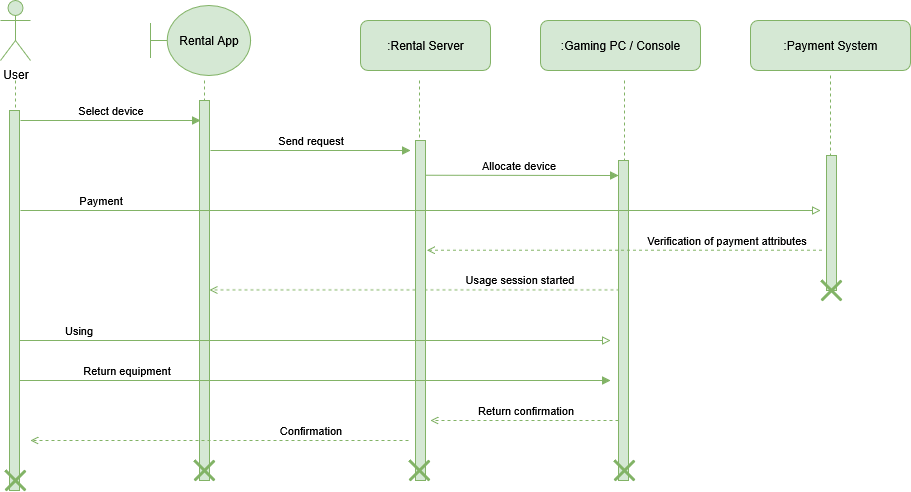 User
Rental App
:Rental Server
:Gaming PC / Console
:Payment System
Select device
Send request
Allocate device
Payment
Verification of payment attributes
Usage session started
Using
Return equipment
Return confirmation
Confirmation